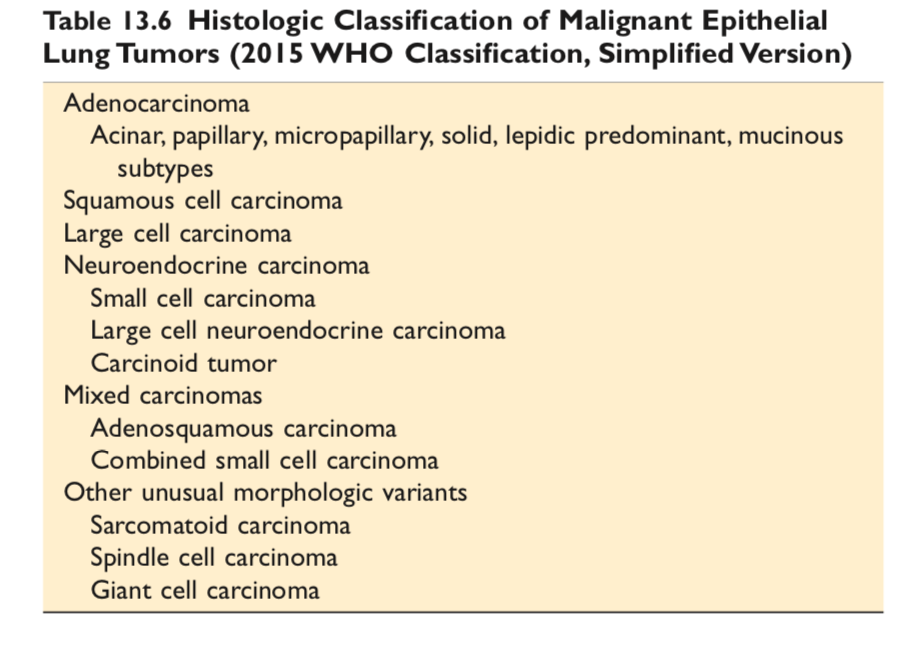 Table 13.6 Histologic Classification of Malignant Epithelial
Lung Tumors (2015 WHO Classification, Simplified Version)
Adenocarcinoma
Acinar, papillary, micropapillary, solid, lepidic predominant, mucinous
subtypes
Squamous cell carcinoma
Large cell carcinoma
Neuroendocrine carcinoma
Small cell carcinoma
Large cell neuroendocrine carcinoma
Carcinoid tumor
Mixed carcinomas
Adenosquamous carcinoma
Combined small cell carcinoma
Other unusual morphologic variants
Sarcomatoid carcinoma
Spindle cell carcinoma
Giant cell carcinoma